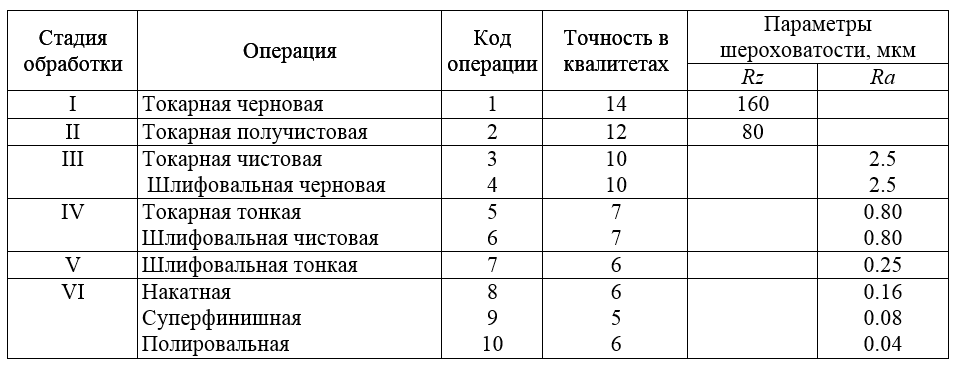 Стадия обработки | Операция | Код операции | Точность в квалитетах | Параметры шероховатости, мкм
Rz | Ra
I | Токарная черновая | 1 | 14 | 160 |
II | Токарная получистовая | 2 | 12 | 80 |
III | Токарная чистовая | 3 | 10 | | 2.5
Шлифовальная черновая | 4 | 10 | | 2.5
IV | Токарная тонкая | 5 | 7 | | 0.80
Шлифовальная чистовая | 6 | 7 | | 0.80
V | Шлифовальная тонкая | 7 | 6 | | 0.25
VI | Накатная | 8 | 6 | | 0.16
Суперфинишная | 9 | 5 | | 0.08
Полировальная | 10 | 6 | | 0.04